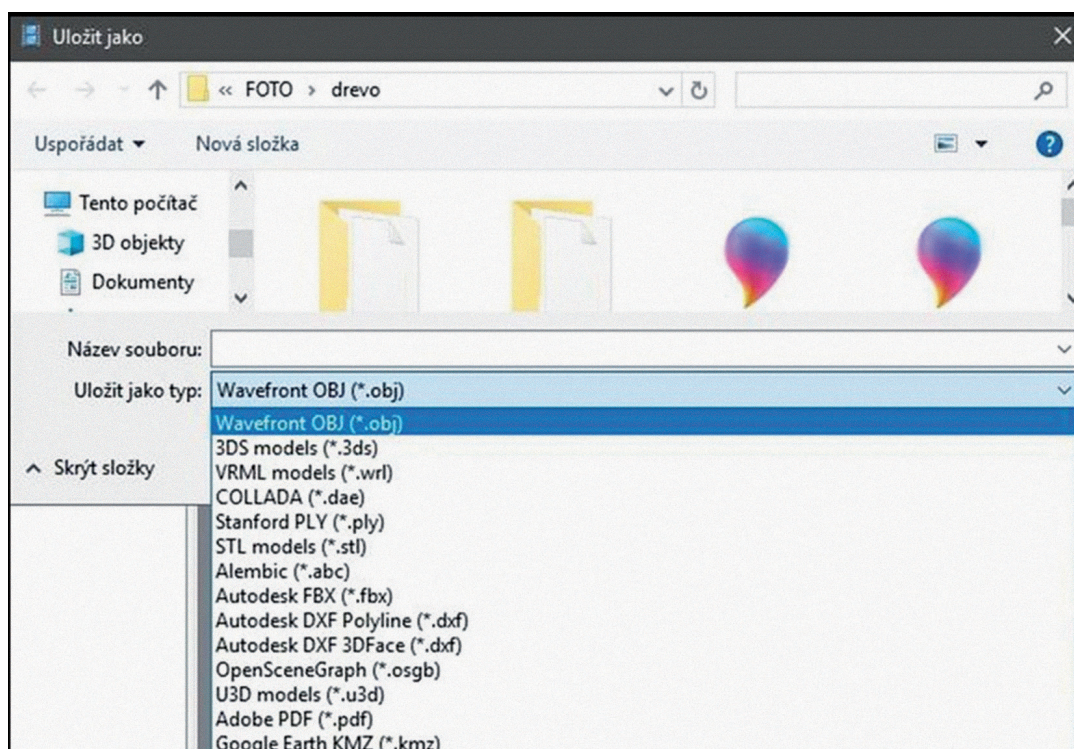 Uložit jako
« FOTO > drevo
Uspořádat Nová složka
Tento počítač
3D objekty
Dokumenty
Název souboru:
Uložit jako typ: Wavefront OBJ (*.obj)
Wavefront OBJ (*.obj)
3DS models (*.3ds)
Skrýt složky
VRML models (*.wrl)
COLLADA (*.dae)
Stanford PLY (*.ply)
STL models (*.stl)
Alembic (*.abc)
Autodesk FBX (*.fbx)
Autodesk DXF Polyline (*.dxf)
Autodesk DXF 3DFace (*.dxf)
OpenSceneGraph (*.osgb)
U3D models (*.u3d)
Adobe PDF (*.pdf)
Google Earth KMZ (*.kmz)